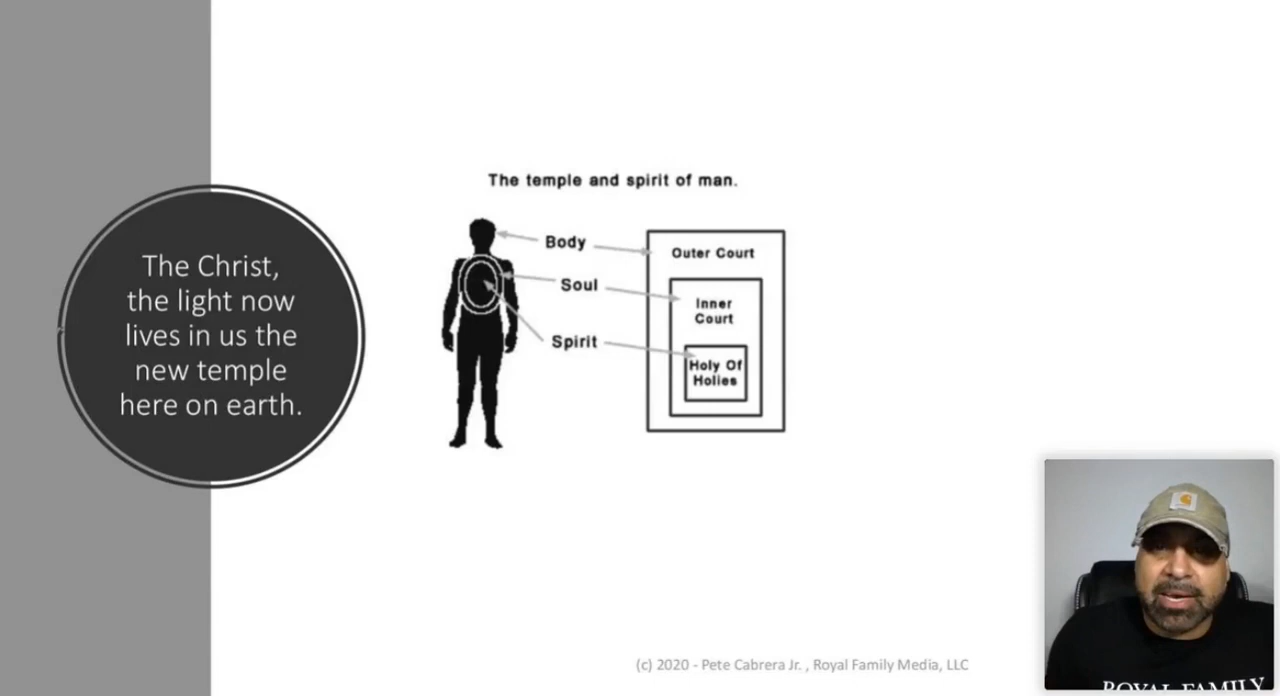 The Christ,
the light now
lives in us the
new temple
here on earth.
The temple and spirit of man.
Body
Soul
Spirit
Outer Court
Inner
Court
Holy Of
Holies
(c) 2020 - Pete Cabrera Jr. , Royal Family Media, LLC
ROYAL FAMILY